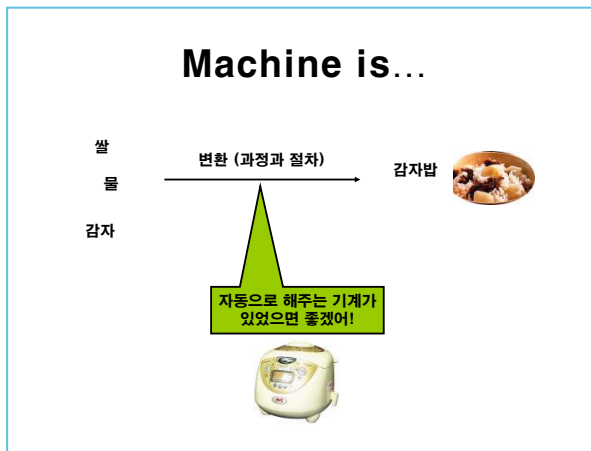 Machine is…
쌀
변환 (과정과 절차)
감자밥
물
감자
자동으로 해주는 기계가
있었으면 좋겠어!